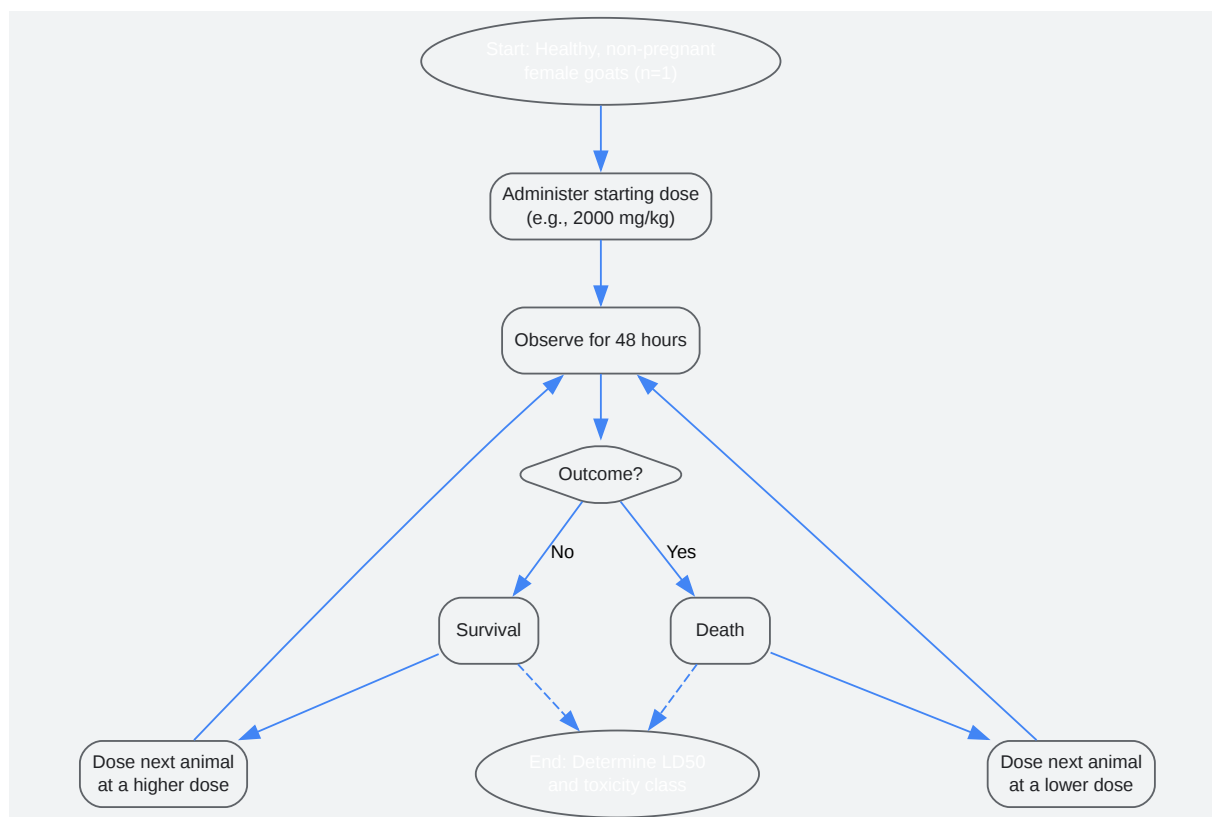 Start: Healthy, non-pregnant
female goats (n=1)
Administer starting dose
(e.g., 2000 mg/kg)
Observe for 48 hours
Outcome?
No
Yes
Survival
Death
Dose next animal
at a higher dose
End: Determine LD50
and toxicity class
Dose next animal
at a lower dose